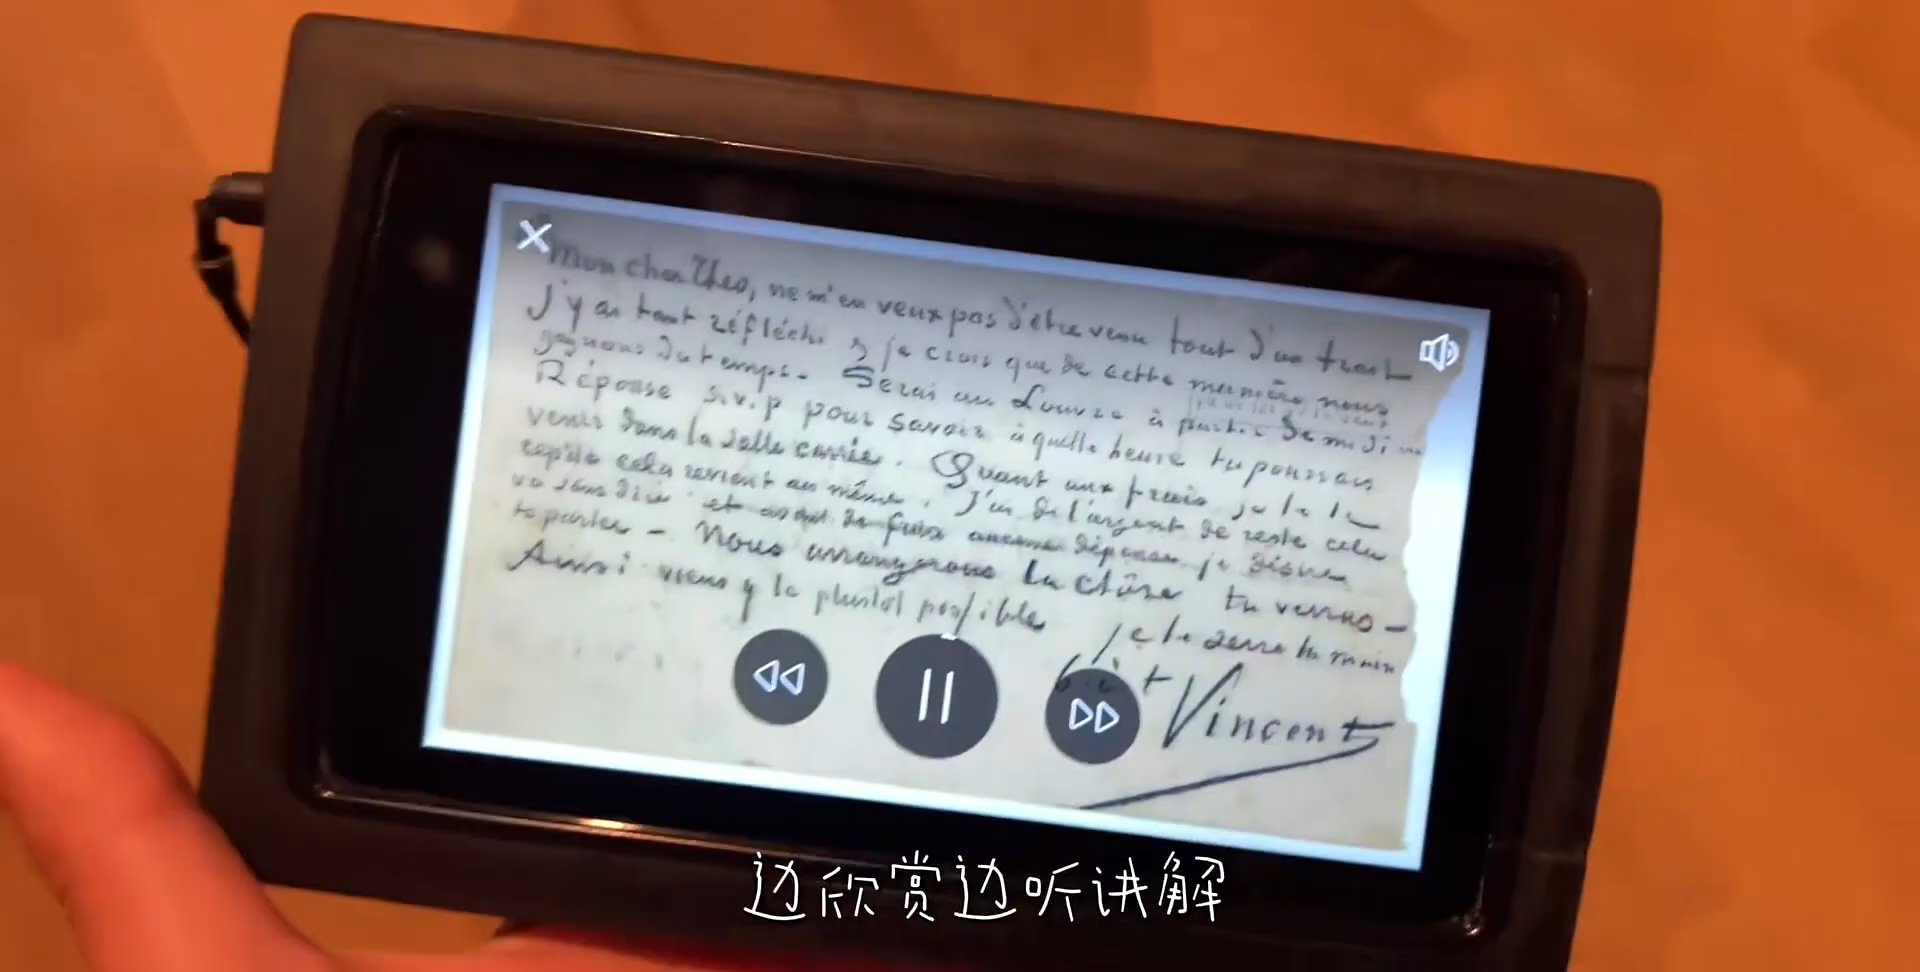 Mon cher Theo, ne m'en veux pas d'être venu tout d'un trait
J'y ai tant réfléchi & je crois que de cette manière nous
gagnons du temps. Serai au Louvre à partir de midi
Réponse s.v.p pour savoir à quelle heure tu pourrais
venir dans la salle carrée. Quant aux frais je te le
repète cela revient au même. J'ai de l'argent de reste cela
va sans dire et avant de faire aucune dépense je désire
te parler - Nous arrangerons la chôse tu verras -
Ainsi viens y le plustot possible
je te serre la main
t Vincent
边欣赏边听讲解